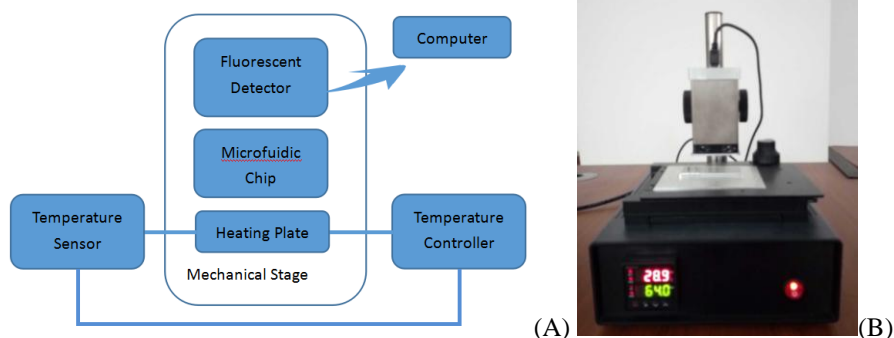 Computer
Fluorescent
Detector
Microfuidic
Chip
Temperature
Sensor
Heating Plate
Temperature
Controller
Mechanical Stage
(A)
28.9
64.0
(B)